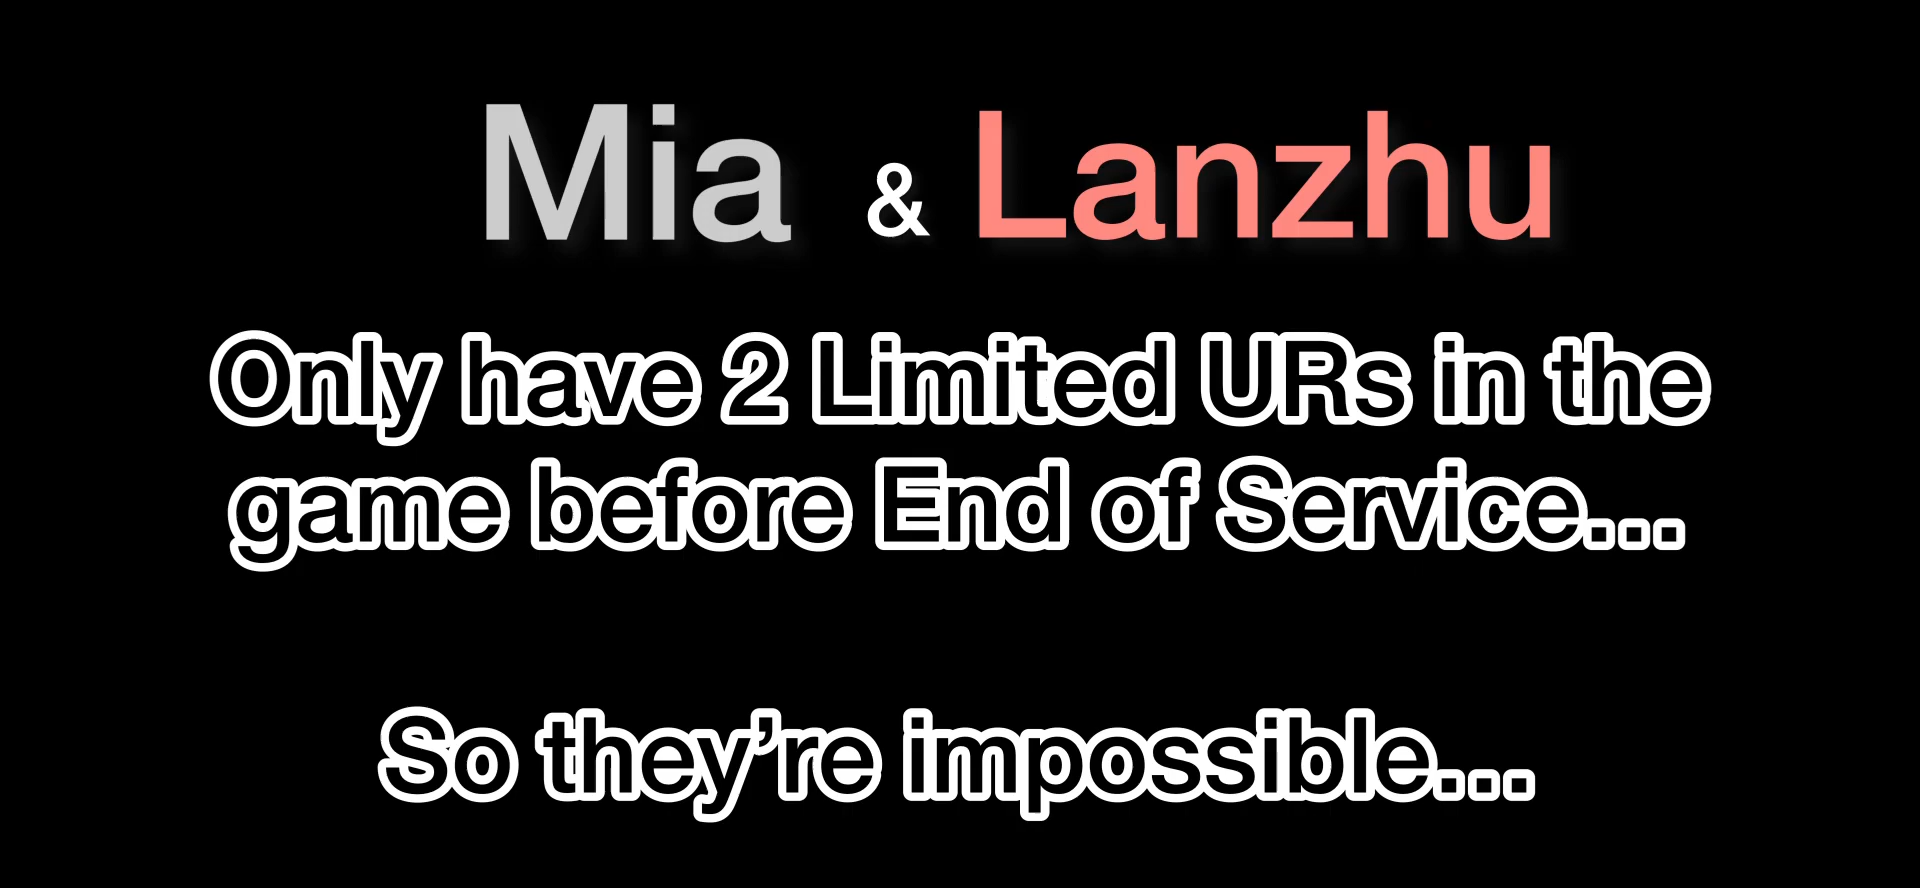 Mia & Lanzhu
Only have 2 Limited URs in the
game before End of Service...
So they’re impossible...